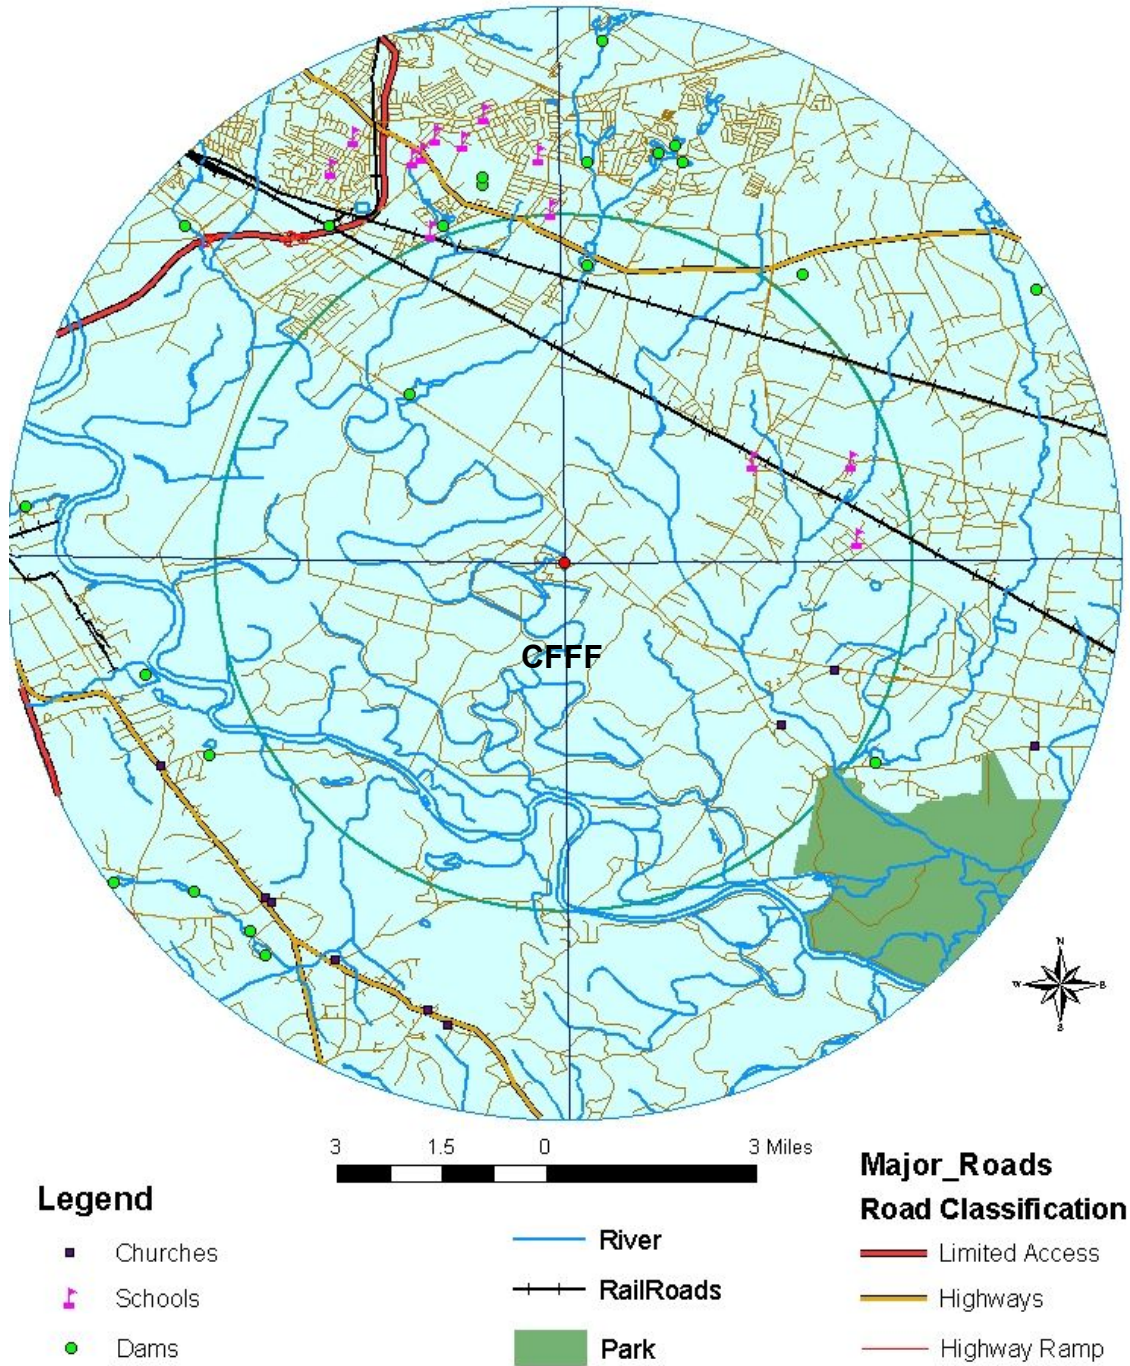 CFFF
N
W
E
S
3 1.5 0 3 Miles
Legend
Churches
Schools
Dams
River
RailRoads
Park
Major_Roads
Road Classification
Limited Access
Highways
Highway Ramp